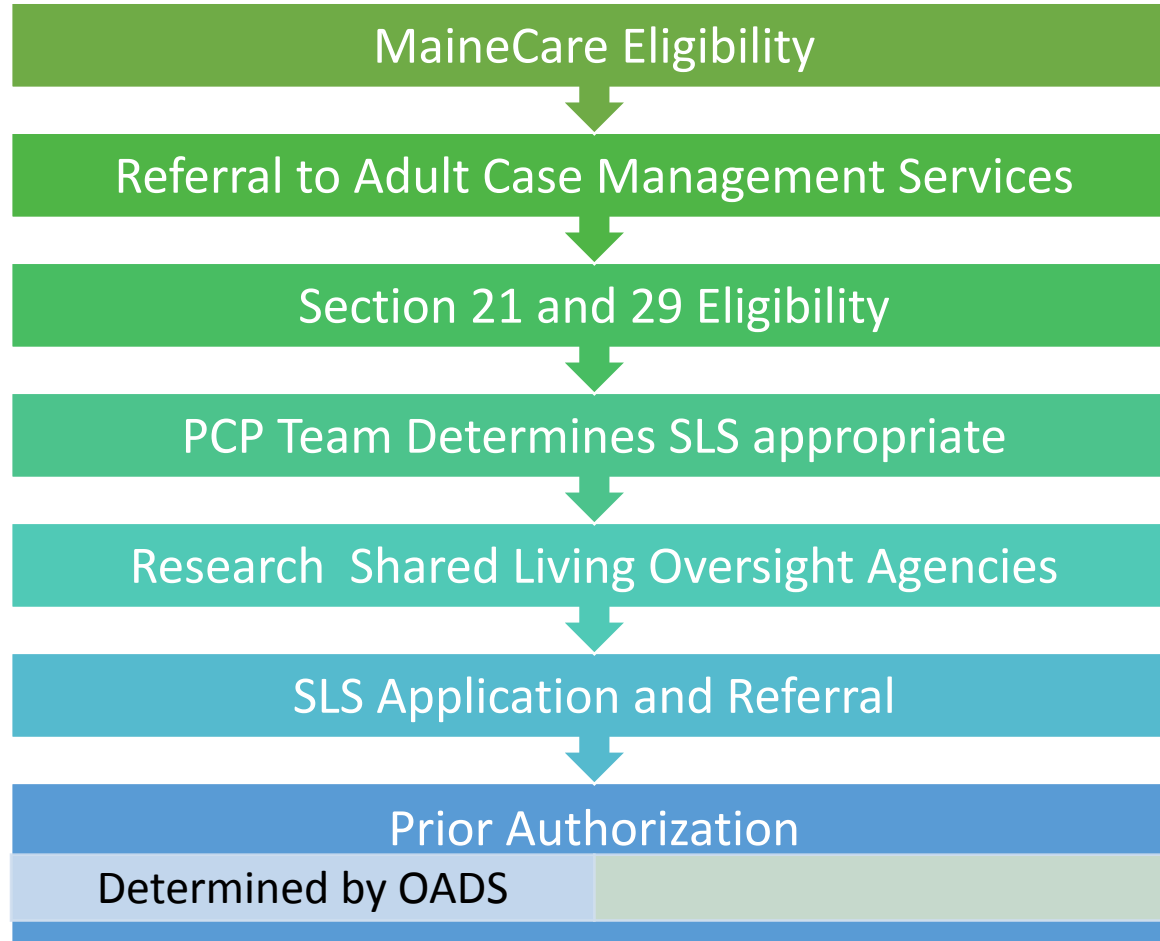 MaineCare Eligibility
Referral to Adult Case Management Services
Section 21 and 29 Eligibility
PCP Team Determines SLS appropriate
Research  Shared Living Oversight Agencies
SLS Application and Referral
Prior Authorization
Determined by OADS